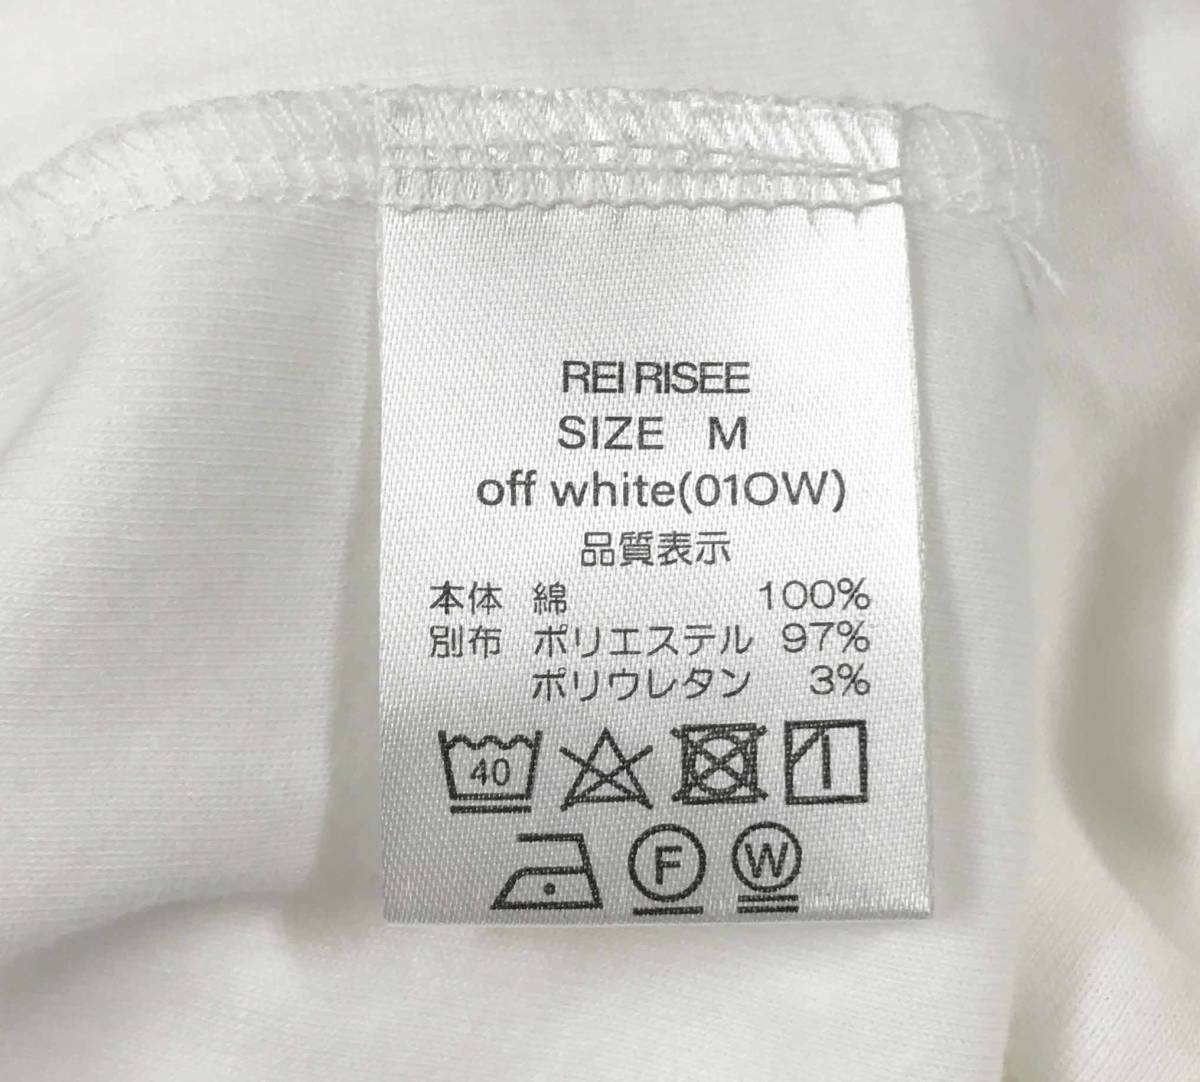 REI RISEE
SIZE M
off white(01OW)
品質表示
本体 綿 100%
別布 ポリエステル 97%
ポリウレタン 3%
40
F W